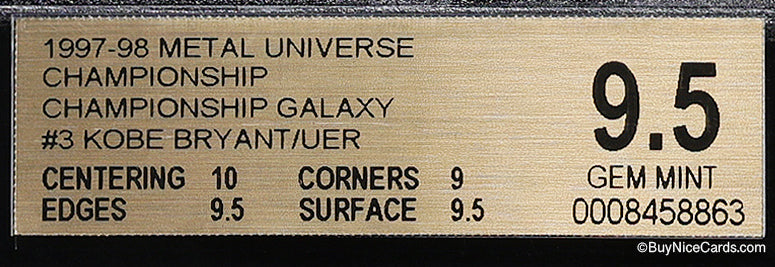 1997-98 METAL UNIVERSE
CHAMPIONSHIP
CHAMPIONSHIP GALAXY
#3 KOBE BRYANT/UER
CENTERING 10 CORNERS 9
EDGES 9.5 SURFACE 9.5
9.5
GEM MINT
0008458863
©BuyNiceCards.com